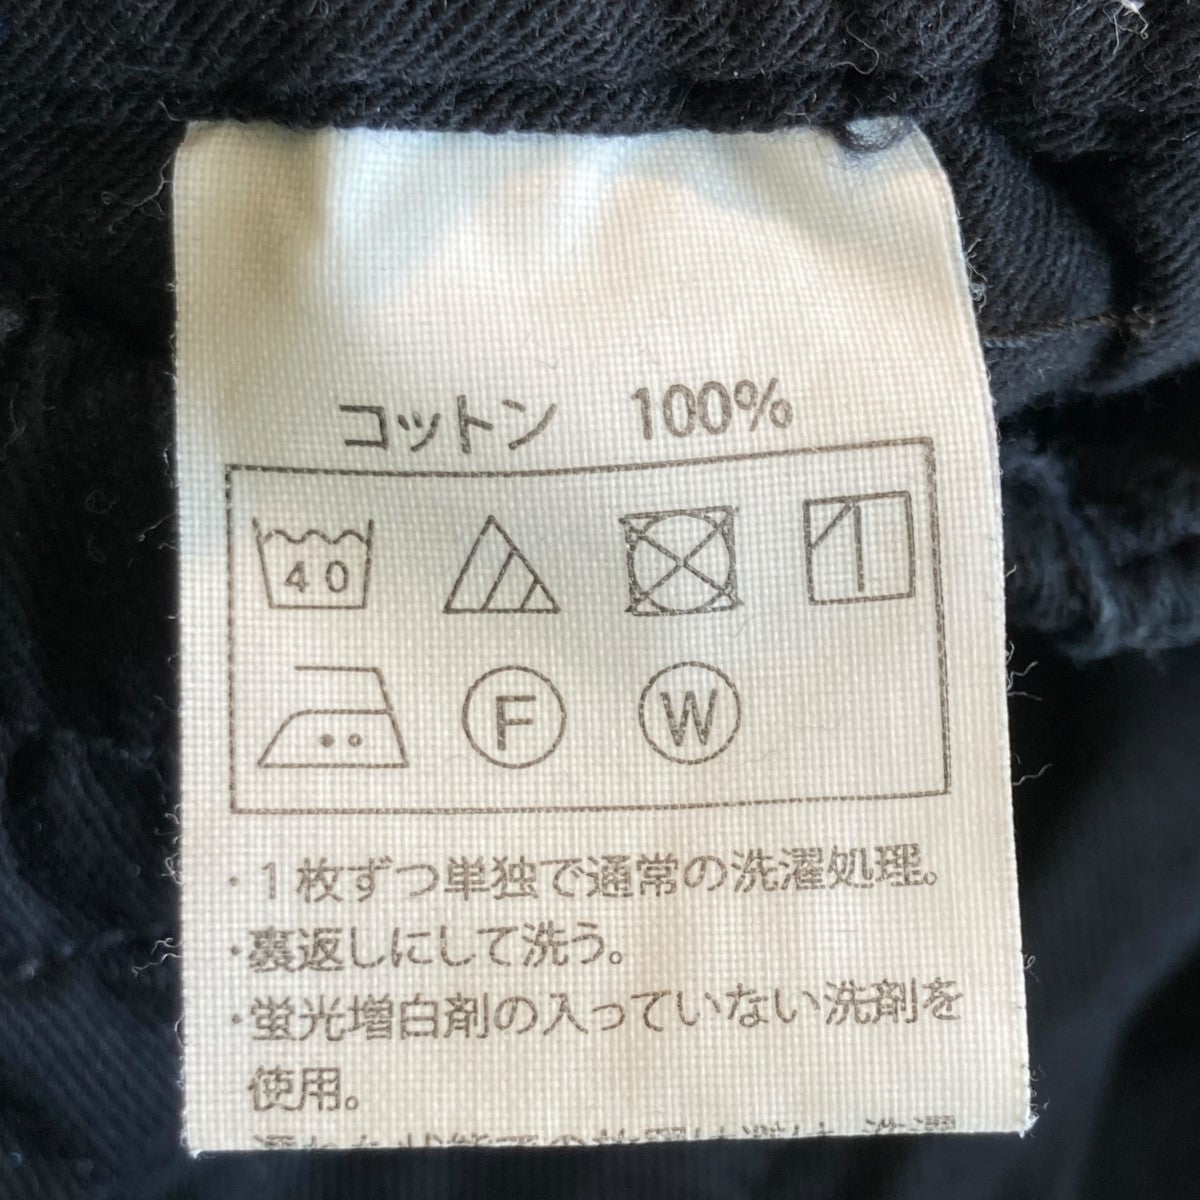 コットン 100%
40
F W
・1枚ずつ単独で通常の洗濯処理。
・裏返しにして洗う。
・蛍光増白剤の入っていない洗剤を
使用。